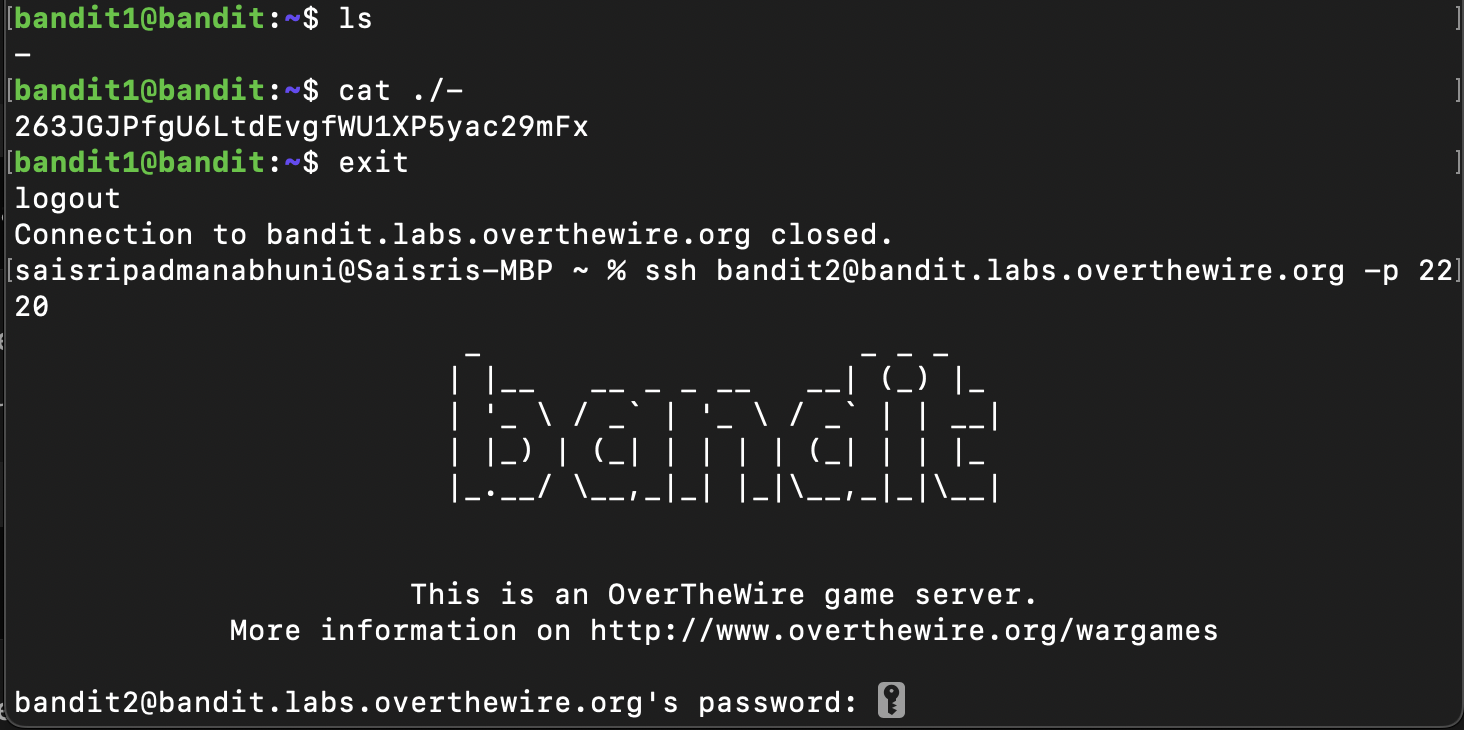 bandit1@bandit:~$ ls
-
bandit1@bandit:~$ cat ./-
263JGJPfgU6LtdEvgfWU1XP5yac29mFx
bandit1@bandit:~$ exit
logout
Connection to bandit.labs.overthewire.org closed.
saisripadmanabhuni@Saisris-MBP ~ % ssh bandit2@bandit.labs.overthewire.org -p 22
20
                         _                     _ _ _
                        | |__   __ _ _ __   __| (_) |_
                        | '_ \ / _` | '_ \ / _` | | __|
                        | |_) | (_| | | | | (_| | | |_
                        |_.__/ \__,_|_| |_|\__,_|_|\__|
This is an OverTheWire game server.
More information on http://www.overthewire.org/wargames
bandit2@bandit.labs.overthewire.org's password: